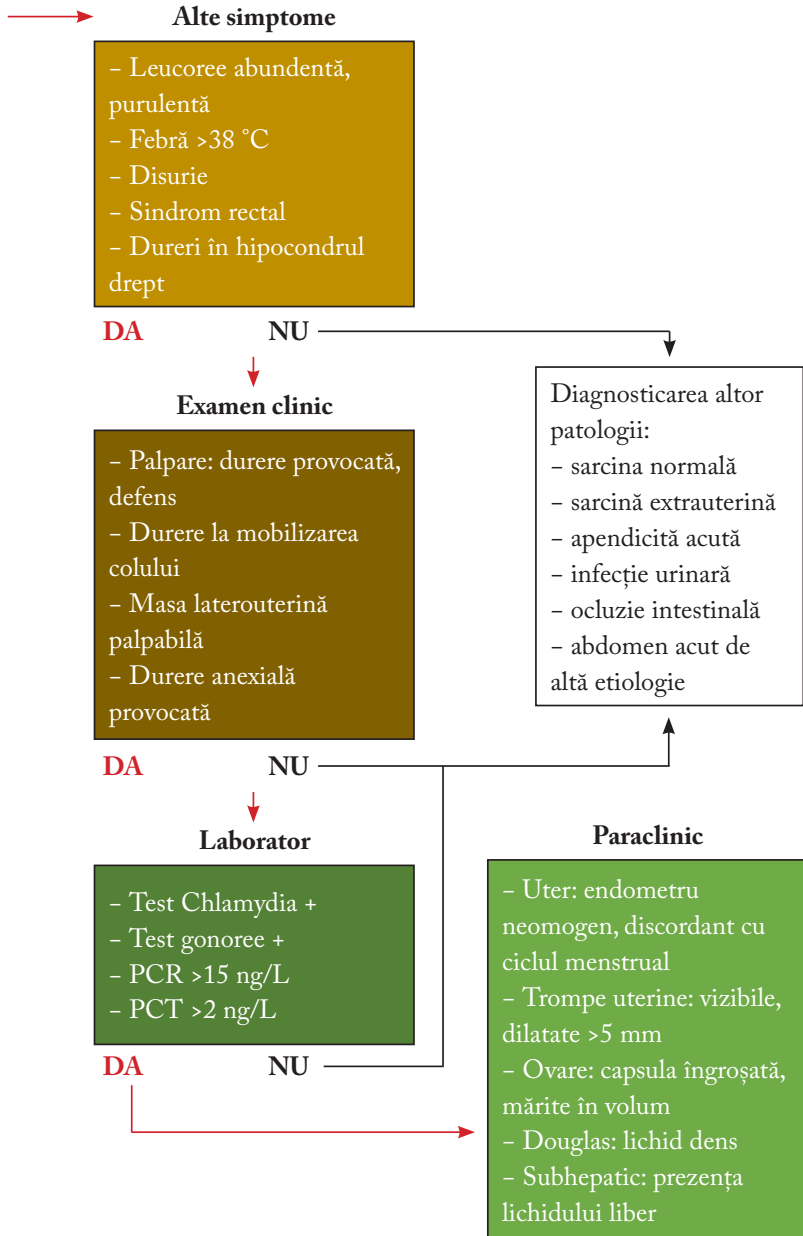 Alte simptome
– Leucoree abundentă,
purulentă
– Febră >38 °C
– Disurie
– Sindrom rectal
– Dureri în hipocondrul
drept
DA NU
Examen clinic
– Palpare: durere provocată,
defens
– Durere la mobilizarea
colului
– Masa laterouterină
palpabilă
– Durere anexială
provocată
DA NU
Diagnosticarea altor
patologii:
– sarcina normală
– sarcină extrauterină
– apendicită acută
– infecție urinară
– ocluzie intestinală
– abdomen acut de
altă etiologie
Laborator
– Test Chlamydia +
– Test gonoree +
– PCR >15 ng/L
– PCT >2 ng/L
DA NU
Paraclinic
– Uter: endometru
neomogen, discordant cu
ciclul menstrual
– Trompe uterine: vizibile,
dilatate >5 mm
– Ovare: capsula îngroșată,
mărite în volum
– Douglas: lichid dens
– Subhepatic: prezența
lichidului liber